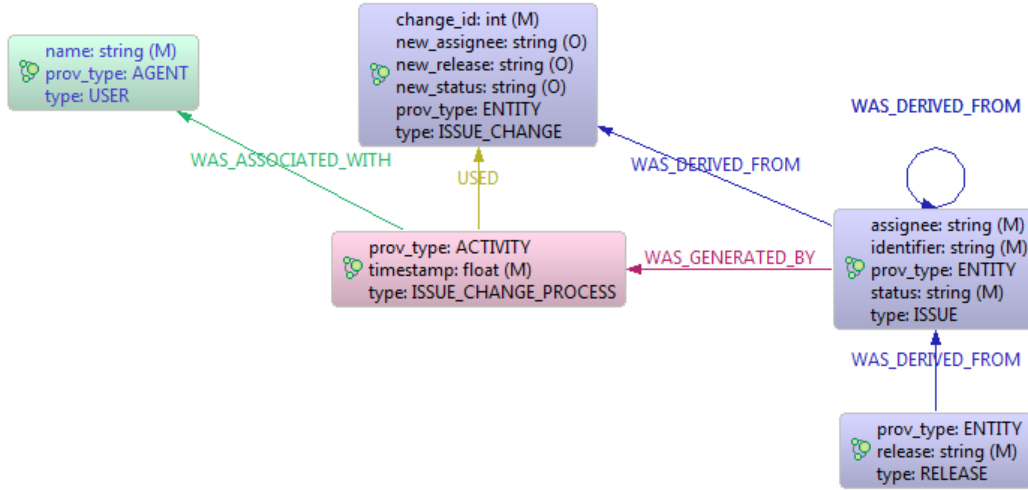 name: string (M)
prov_type: AGENT
type: USER
change_id: int (M)
new_assignee: string (O)
new_release: string (O)
new_status: string (O)
prov_type: ENTITY
type: ISSUE_CHANGE
WAS_DERIVED_FROM
WAS_ASSOCIATED_WITH
USED
WAS_DERIVED_FROM
prov_type: ACTIVITY
timestamp: float (M)
type: ISSUE_CHANGE_PROCESS
WAS_GENERATED_BY
assignee: string (M)
identifier: string (M)
prov_type: ENTITY
status: string (M)
type: ISSUE
WAS_DERIVED_FROM
prov_type: ENTITY
release: string (M)
type: RELEASE